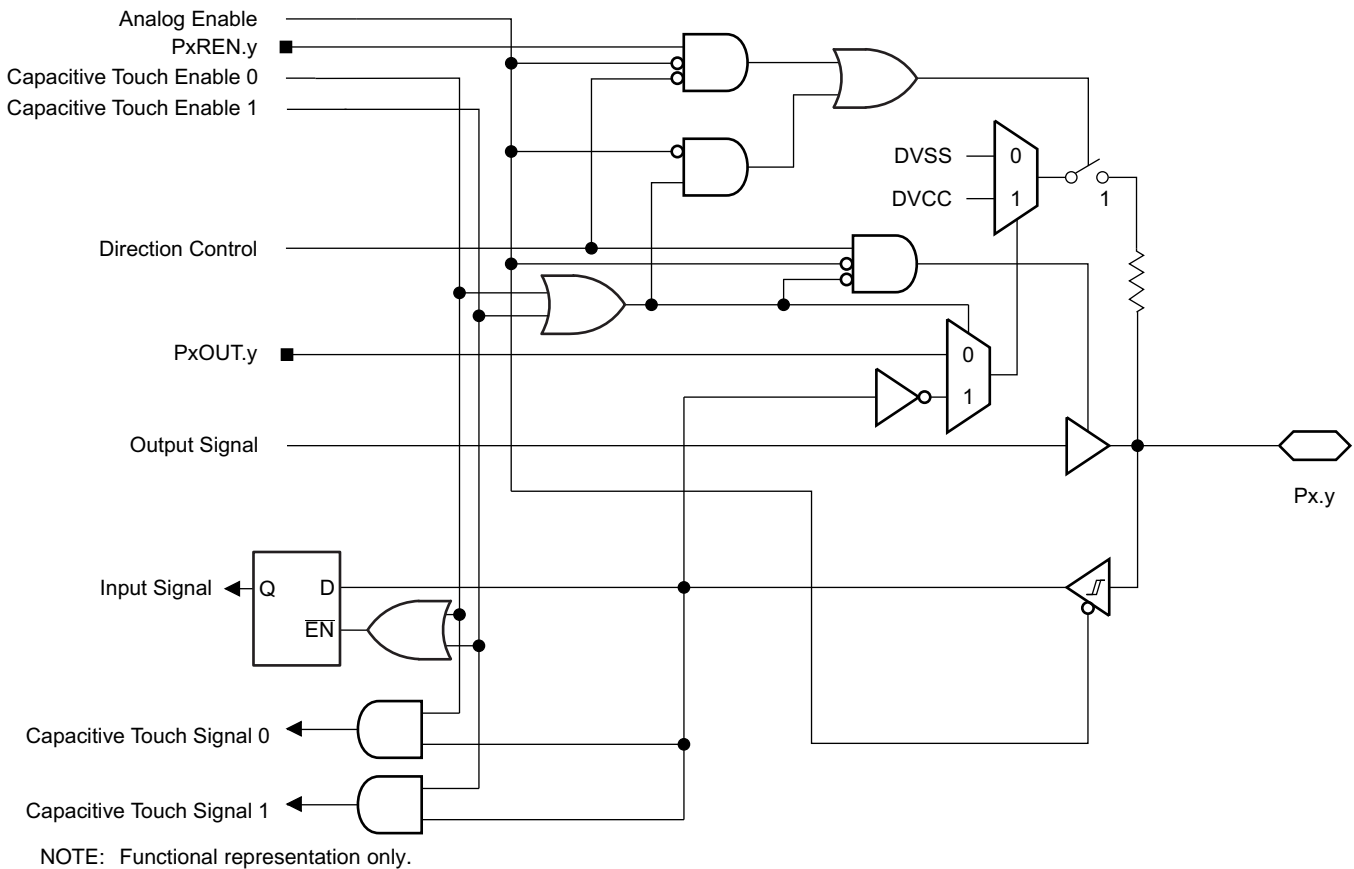 Analog Enable
PxREN.y
Capacitive Touch Enable 0
Capacitive Touch Enable 1
DVSS
0
DVCC
1
1
Direction Control
PxOUT.y
0
1
Output Signal
Px.y
Input Signal
Q
D
EN
Capacitive Touch Signal 0
Capacitive Touch Signal 1
NOTE: Functional representation only.